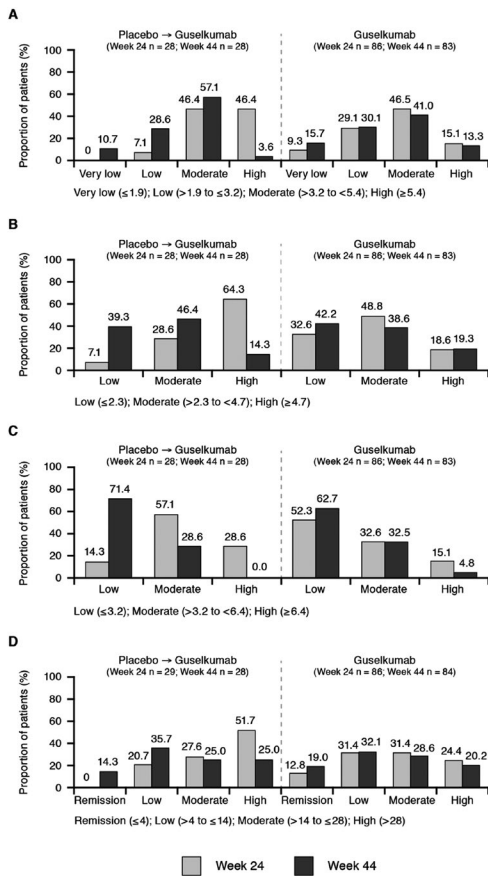 A
Placebo → Guselkumab
(Week 24 n = 28; Week 44 n = 28)
Guselkumab
(Week 24 n = 86; Week 44 n = 83)
Proportion of patients (%)
100
80
60
40
20
0
0 10.7 7.1 28.6 46.4 57.1 46.4 3.6 9.3 15.7 29.1 30.1 46.5 41.0 15.1 13.3
Very low Low Moderate High Very low Low Moderate High
Very low (≤1.9); Low (>1.9 to ≤3.2); Moderate (>3.2 to <5.4); High (≥5.4)
B
Placebo → Guselkumab
(Week 24 n = 28; Week 44 n = 28)
Guselkumab
(Week 24 n = 86; Week 44 n = 83)
Proportion of patients (%)
100
80
60
40
20
0
7.1 39.3 28.6 46.4 64.3 14.3 32.6 42.2 48.8 38.6 18.6 19.3
Low Moderate High Low Moderate High
Low (≤2.3); Moderate (>2.3 to <4.7); High (≥4.7)
C
Placebo → Guselkumab
(Week 24 n = 28; Week 44 n = 28)
Guselkumab
(Week 24 n = 86; Week 44 n = 83)
Proportion of patients (%)
100
80
60
40
20
0
14.3 71.4 57.1 28.6 28.6 0.0 52.3 62.7 32.6 32.5 15.1 4.8
Low Moderate High Low Moderate High
Low (≤3.2); Moderate (>3.2 to <6.4); High (≥6.4)
D
Placebo → Guselkumab
(Week 24 n = 29; Week 44 n = 28)
Guselkumab
(Week 24 n = 86; Week 44 n = 84)
Proportion of patients (%)
100
80
60
40
20
0
0 14.3 20.7 35.7 27.6 25.0 51.7 25.0 12.8 19.0 31.4 32.1 31.4 28.6 24.4 20.2
Remission Low Moderate High Remission Low Moderate High
Remission (≤4); Low (>4 to ≤14); Moderate (>14 to ≤28); High (>28)
Week 24 Week 44